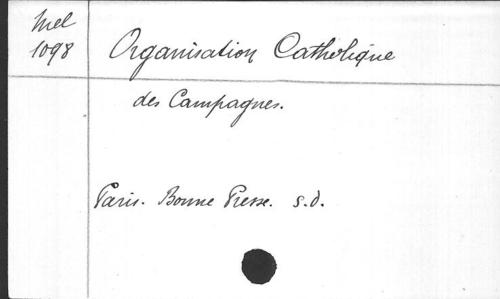 Mel
1098
Organisation Catholique
des Campagnes.
Paris. Bonne Presse. s.d.